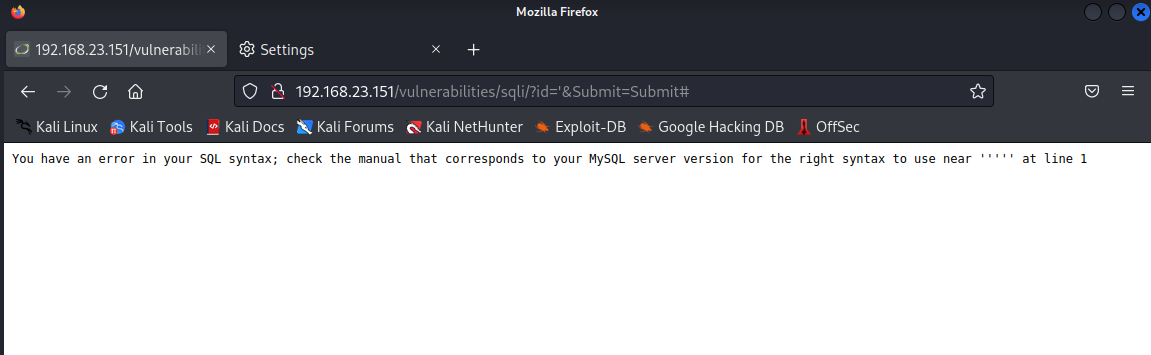 Mozilla Firefox
192.168.23.151/vulnerabili
Settings
192.168.23.151/vulnerabilities/sqli/?id='&Submit=Submit#
Kali Linux Kali Tools Kali Docs Kali Forums Kali NetHunter Exploit-DB Google Hacking DB OffSec
You have an error in your SQL syntax; check the manual that corresponds to your MySQL server version for the right syntax to use near ''''' at line 1